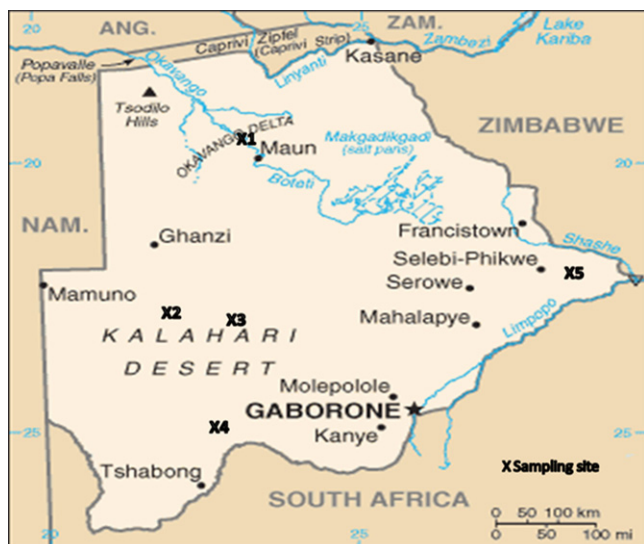 25
ANG.
ZAM.
Caprivi Zipfel
(Caprivi Strip)
Popavalle
(Popa Falls)
Okavango
Linyanti
Kasane
Zambezi
Lake
Kariba
Tsodilo
Hills
ZIMBABWE
X1
OKAVANGO DELTA
Maun
Makgadikgadi
(salt pans)
20
20
Boteti
NAM.
Ghanzi
Francistown
Shashe
Selebi-Phikwe
X5
Serowe
Mamuno
X2
X3
Mahalapye
Limpopo
KALAHARI
DESERT
Molepolole
GABORONE
X4
Kanye
25
25
Tshabong
X Sampling site
SOUTH AFRICA
0 50 100 km
0 50 100 mi
20
25